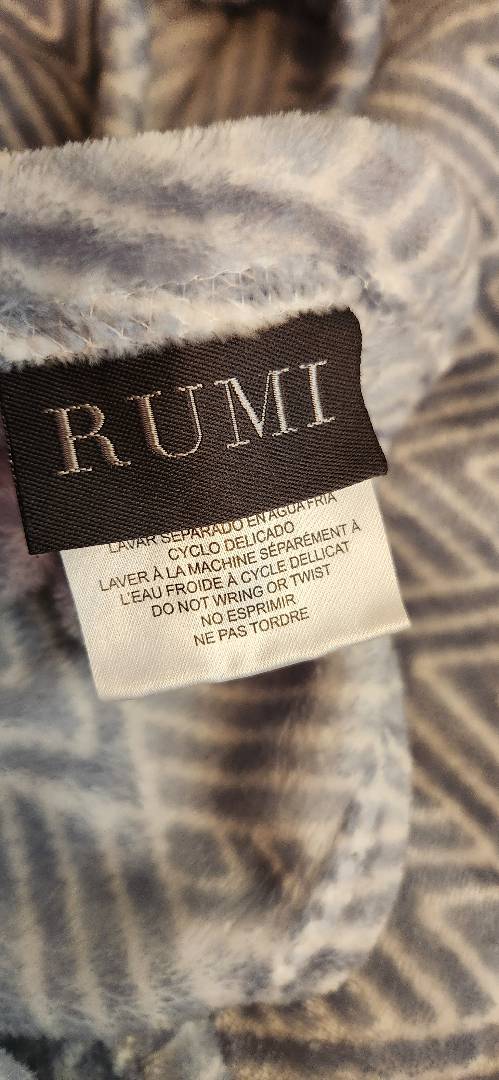 RUMI
LAVAR SEPARADO EN AGUA FRIA
CYCLO DELICADO
LAVER À LA MACHINE SÉPARÉMENT À
L'EAU FROIDE À CYCLE DELLICAT
DO NOT WRING OR TWIST
NO ESPRIMIR
NE PAS TORDRE